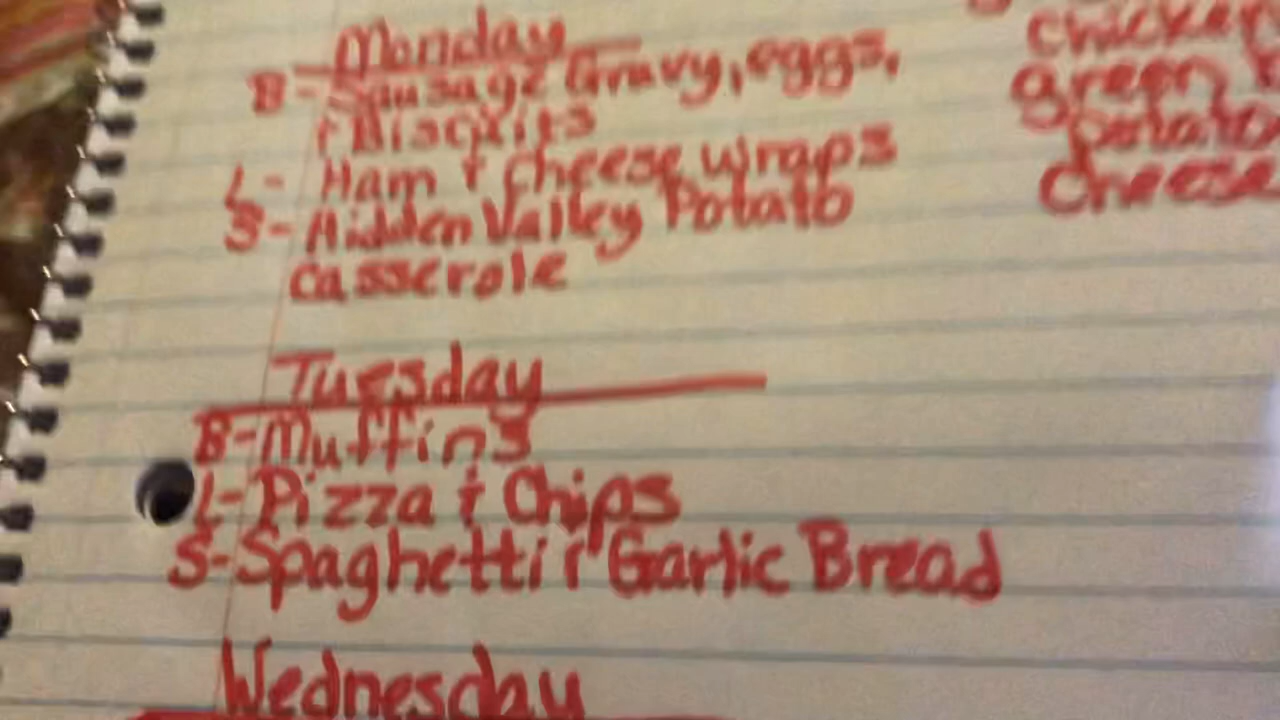 Monday
B- Sausage Gravy, eggs,
+ Biscuits
L- Ham + Cheese wraps
S- Hidden Valley Potato
Casserole
Tuesday
B-Muffins
L-Pizza + Chips
S-Spaghetti + Garlic Bread
Wednesday
Chicken
green
potato
Cheese